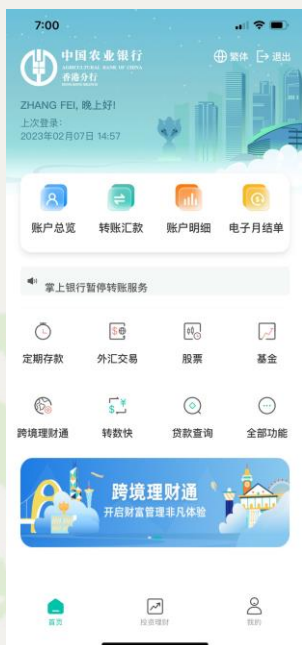 7:00
中国农业银行
AGRICULTURAL BANK OF CHINA
香港分行
繁体 退出
ZHANG FEI, 晚上好!
上次登录:
2023年02月07日 14:57
账户总览 转账汇款 账户明细 电子月结单
掌上银行暂停转账服务
定期存款 外汇交易 股票 基金
跨境理财通 转数快 贷款查询 全部功能
跨境理财通
开启财富管理非凡体验
首页 投资理财 我的